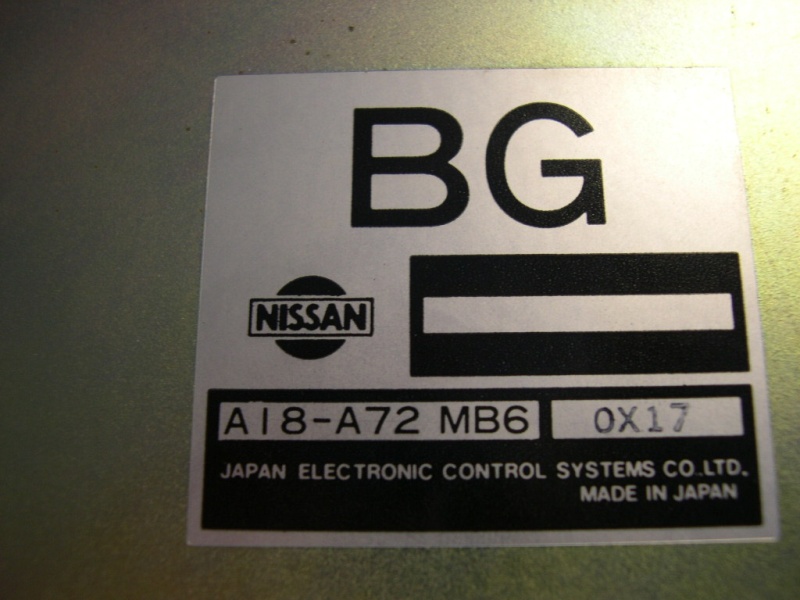 BG
NISSAN
A18-A72 MB6 0X17
JAPAN ELECTRONIC CONTROL SYSTEMS CO.LTD.
MADE IN JAPAN